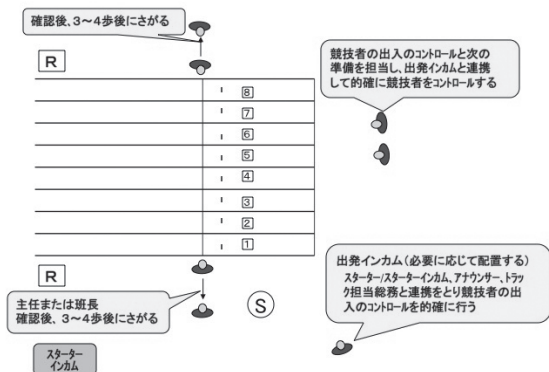 確認後、3～4歩後にさがる
R
競技者の出入のコントロールと次の
準備を担当し、出発インカムと連携
して的確に競技者をコントロールする
8
7
6
5
4
3
2
1
R
主任または班長
確認後、3～4歩後にさがる
S
出発インカム(必要に応じて配置する)
スターター/スターターインカム、アナウンサー、トラッ
ク担当総務と連携をとり競技者の出
入のコントロールを的確に行う
スターター
インカム